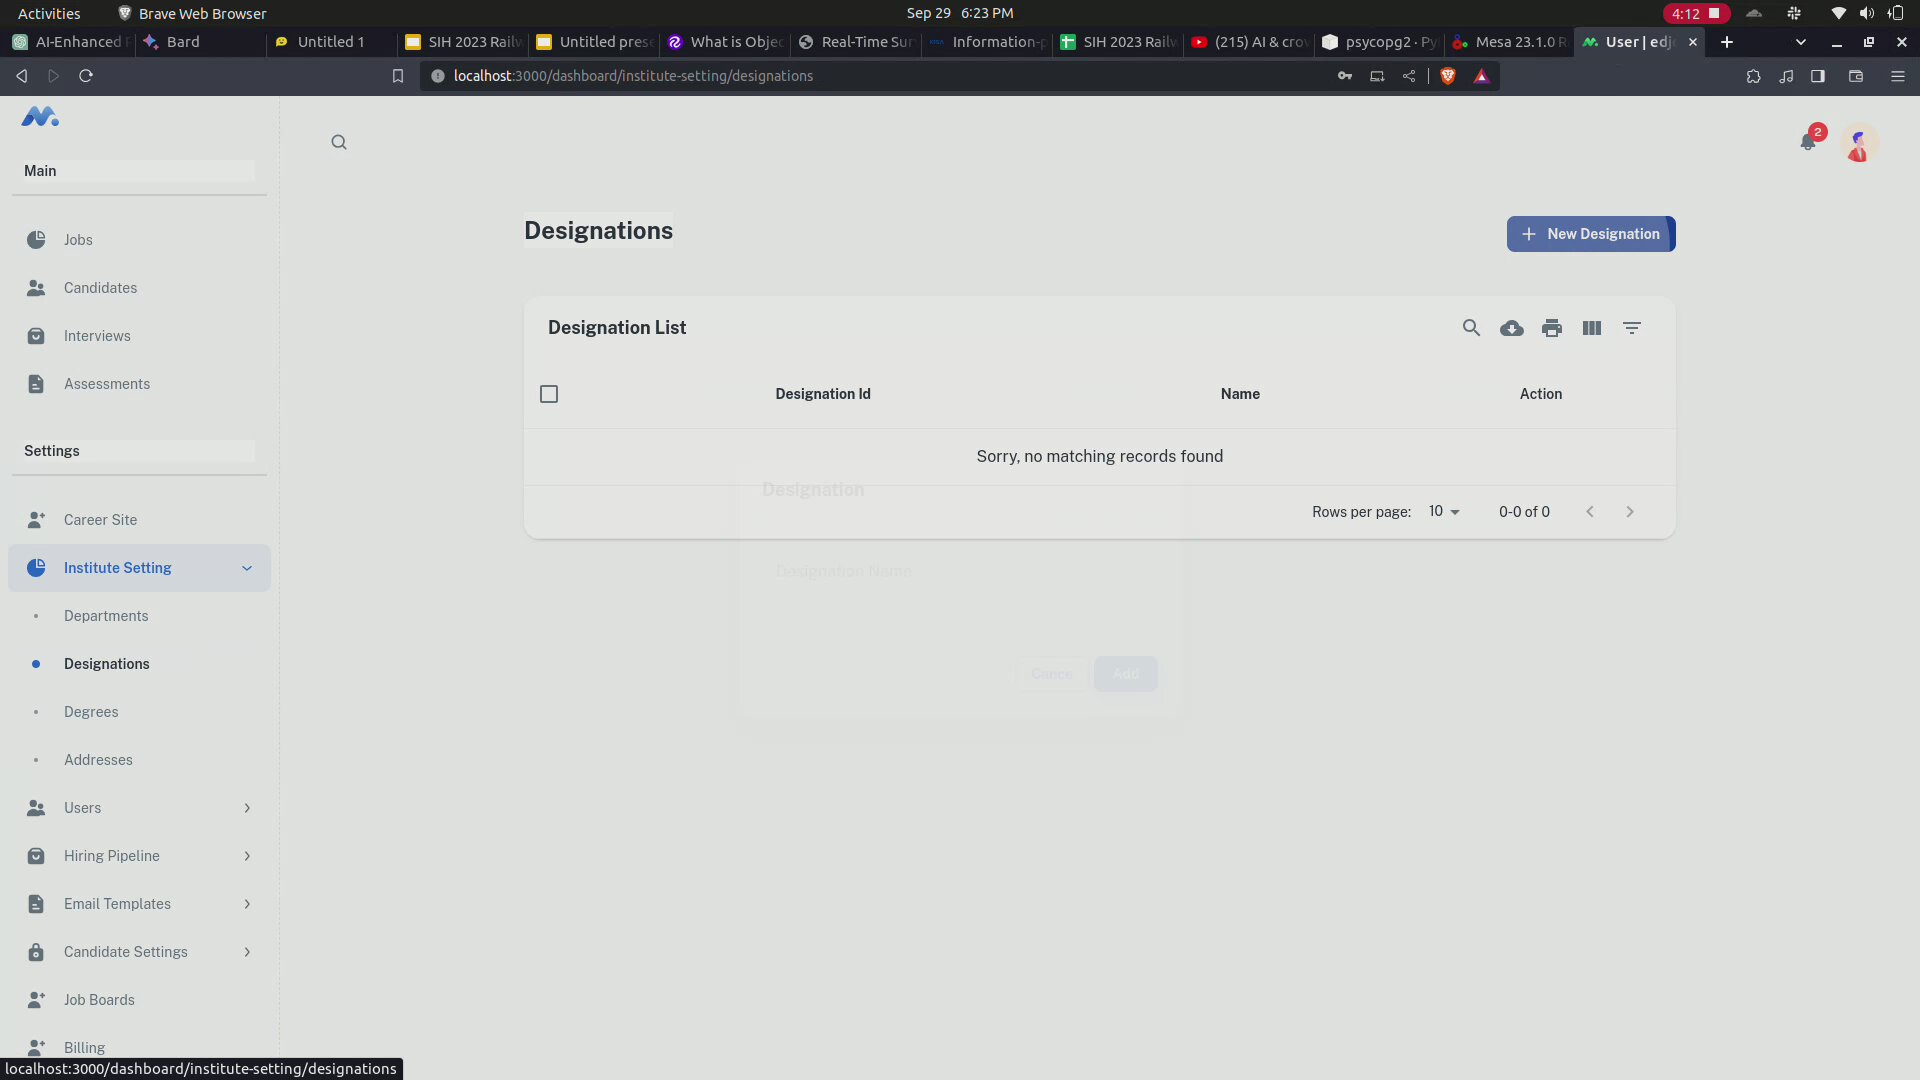 Activities
Brave Web Browser
Sep 29 6:23 PM
4:12
AI-Enhanced
Bard
Untitled 1
SIH 2023 Railw
Untitled prese
What is Objec
Real-Time Sur
Information-p
SIH 2023 Railw
(215) AI & crow
psycopg2 · Py
Mesa 23.1.0 R
User | edjo
localhost:3000/dashboard/institute-setting/designations
Main
Jobs
Candidates
Interviews
Assessments
Settings
Career Site
Institute Setting
Departments
Designations
Degrees
Addresses
Users
Hiring Pipeline
Email Templates
Candidate Settings
Job Boards
Billing
2
Designations
New Designation
Designation List
Designation Id
Name
Action
Sorry, no matching records found
Rows per page:
10
0-0 of 0
Designation
Designation Name
Cancel
Add
localhost:3000/dashboard/institute-setting/designations